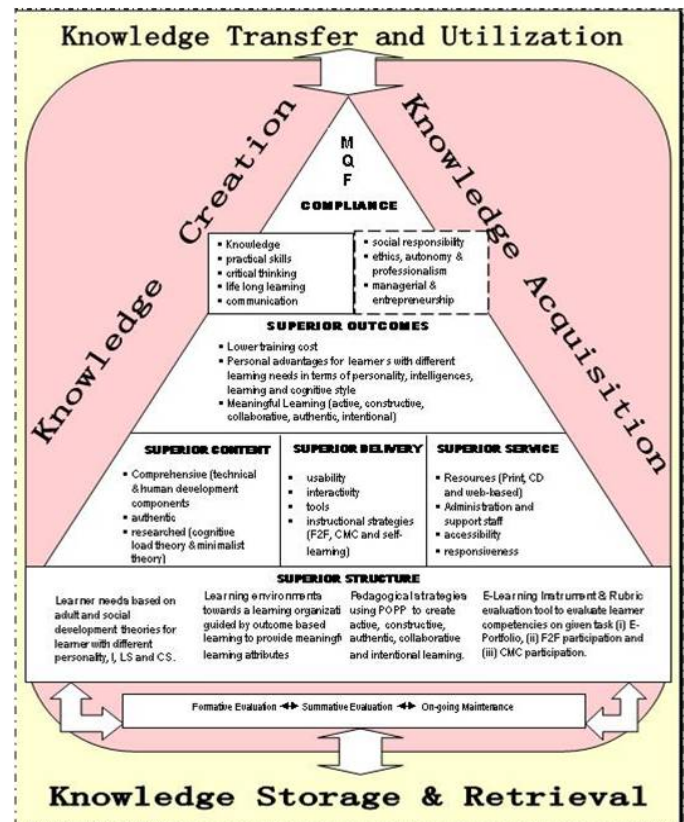 Knowledge Transfer and Utilization
Knowledge Creation
Knowledge Acquisition
M
Q
F
COMPLIANCE
▪ Knowledge
▪ practical skills
▪ critical thinking
▪ life long learning
▪ communication
▪ social responsibility
▪ ethics, autonomy &
professionalism
▪ managerial &
entrepreneurship
SUPERIOR OUTCOMES
▪ Lower training cost
▪ Personal advantages for learners with different
learning needs in terms of personality, intelligences,
learning and cognitive style
▪ Meaningful Learning (active, constructive,
collaborative, authentic, intentional)
SUPERIOR CONTENT
▪ Comprehensive (technical
& human development
components
▪ authentic
▪ researched (cognitive
load theory & minimalist
theory)
SUPERIOR DELIVERY
▪ usability
▪ interactivity
▪ tools
▪ instructional strategies
(F2F, CMC and self-
learning)
SUPERIOR SERVICE
▪ Resources (Print, CD
and web-based)
▪ Administration and
support staff
▪ accessibility
▪ responsiveness
SUPERIOR STRUCTURE
Learner needs based on
adult and social
development theories for
learner with different
personality, I, LS and CS.
Learning environments
towards a learning organizati
guided by outcome based
learning to provide meaningf
learning attributes
Pedagogical strategies
using POPP to create
active, constructive,
authentic, collaborative
and intentional learning.
E-Learning Instrument & Rubric
evaluation tool to evaluate learner
competencies on given task (i) E-
Portfolio, (ii) F2F participation and
(iii) CMC participation.
Formative Evaluation ◄► Summative Evaluation ◄► On-going Maintenance
Knowledge Storage & Retrieval